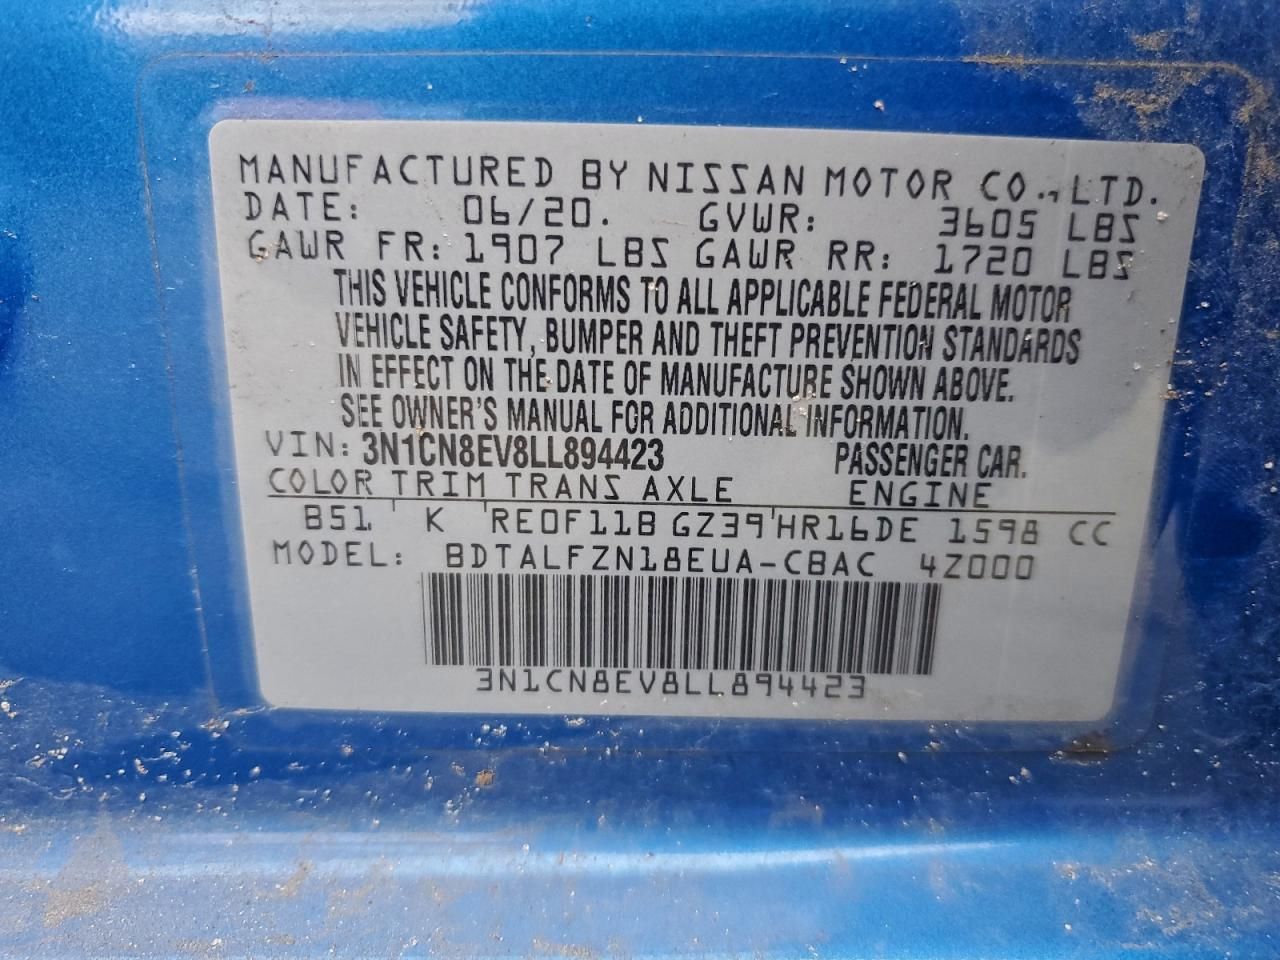 MANUFACTURED BY NISSAN MOTOR CO., LTD.
DATE: 06/20. GVWR: 3605 LBS
GAWR FR: 1907 LBS GAWR RR: 1720 LBS
THIS VEHICLE CONFORMS TO ALL APPLICABLE FEDERAL MOTOR
VEHICLE SAFETY, BUMPER AND THEFT PREVENTION STANDARDS
IN EFFECT ON THE DATE OF MANUFACTURE SHOWN ABOVE.
SEE OWNER'S MANUAL FOR ADDITIONAL INFORMATION.
VIN: 3N1CN8EV8LL894423 PASSENGER CAR.
COLOR TRIM TRANS AXLE ENGINE
B51 ' K 'RE0F11B GZ39'HR16DE 1598 CC
MODEL: BDTALFZN18EUA-CBAC 4Z000
3N1CN8EV8LL894423